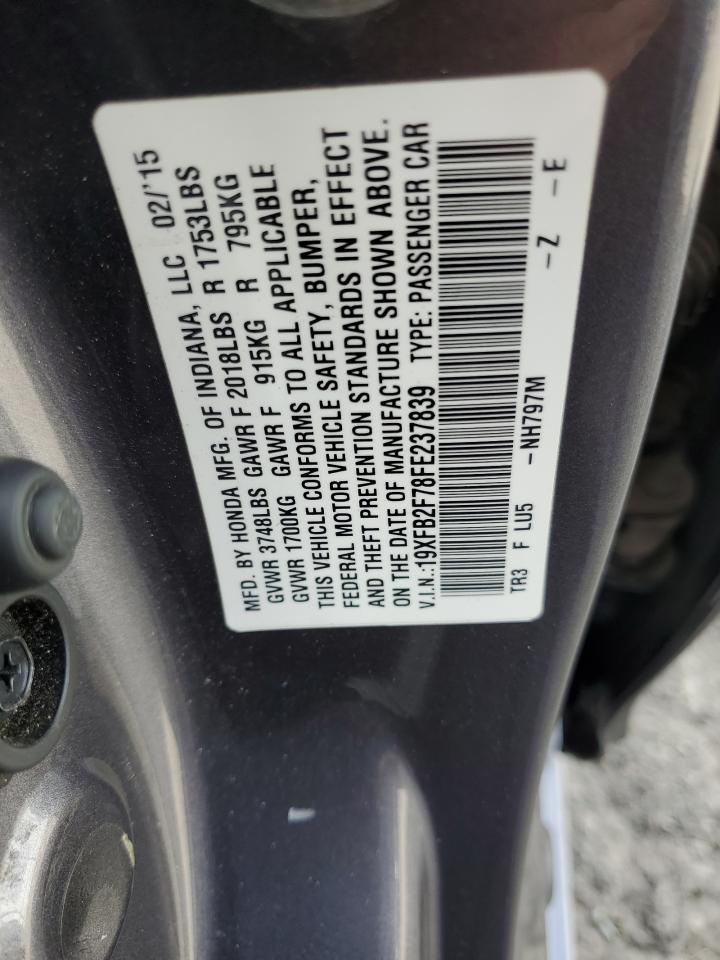 MFD. BY HONDA MFG. OF INDIANA, LLC 02/'15
GVWR 3748LBS GAWR F 2018LBS R 1753LBS
GVWR 1700KG GAWR F 915KG R 795KG
THIS VEHICLE CONFORMS TO ALL APPLICABLE
FEDERAL MOTOR VEHICLE SAFETY, BUMPER,
AND THEFT PREVENTION STANDARDS IN EFFECT
ON THE DATE OF MANUFACTURE SHOWN ABOVE.
V.I.N.:19XFB2F78FE237839 TYPE: PASSENGER CAR
TR3 F LU5 -NH797M -Z -E